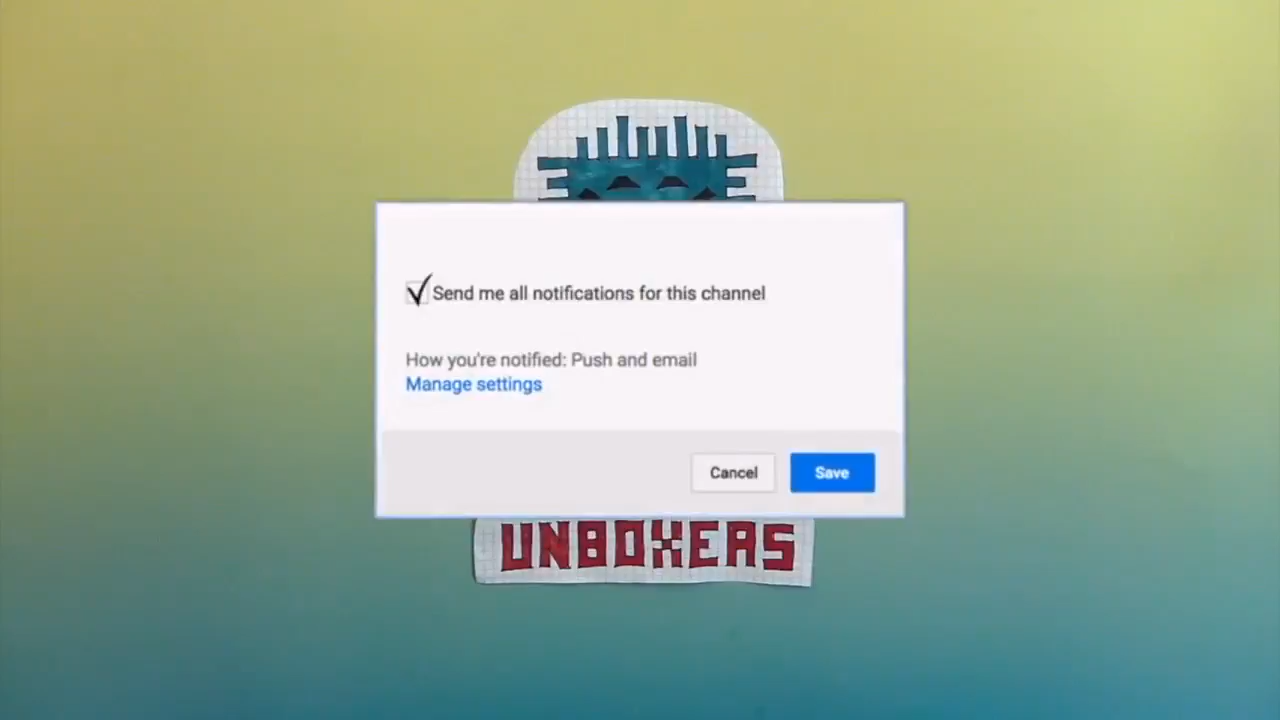 Send me all notifications for this channel
How you're notified: Push and email
Manage settings
Cancel
Save
UNBOXERS